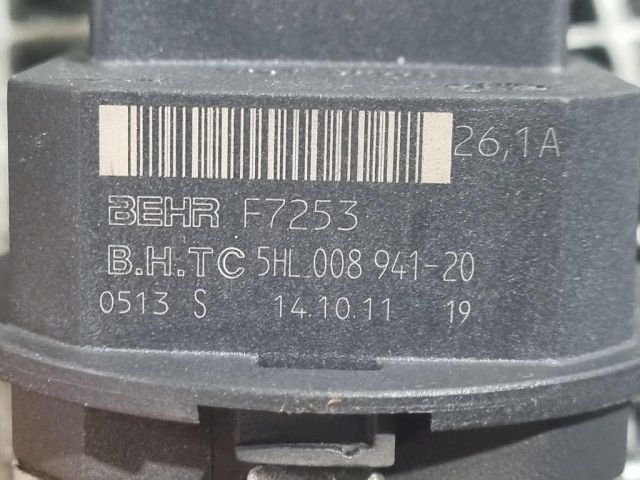 26,1A
BEHR F7253
B.H.TC 5HL 008 941-20
0513 S 14.10.11 19